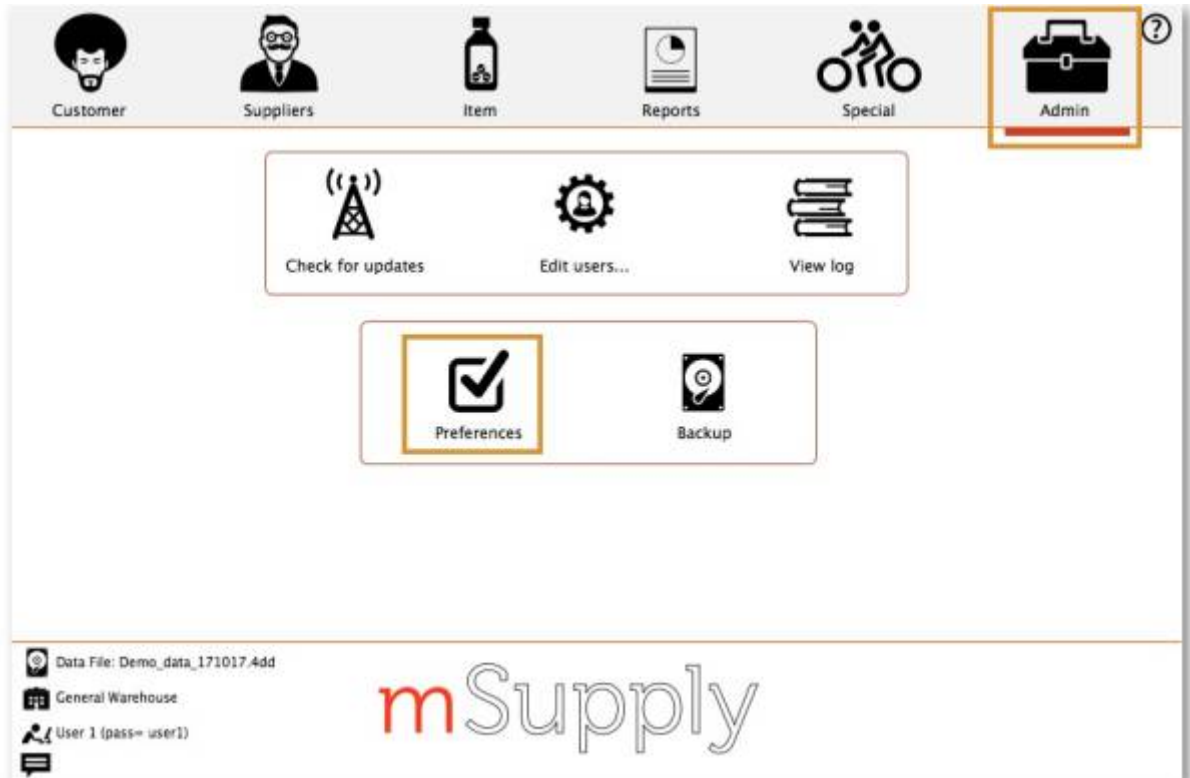 Customer Suppliers Item Reports Special Admin ?
Check for updates Edit users... View log
Preferences Backup
Data File: Demo_data_171017.4dd
General Warehouse
User 1 (pass= user1)
mSupply